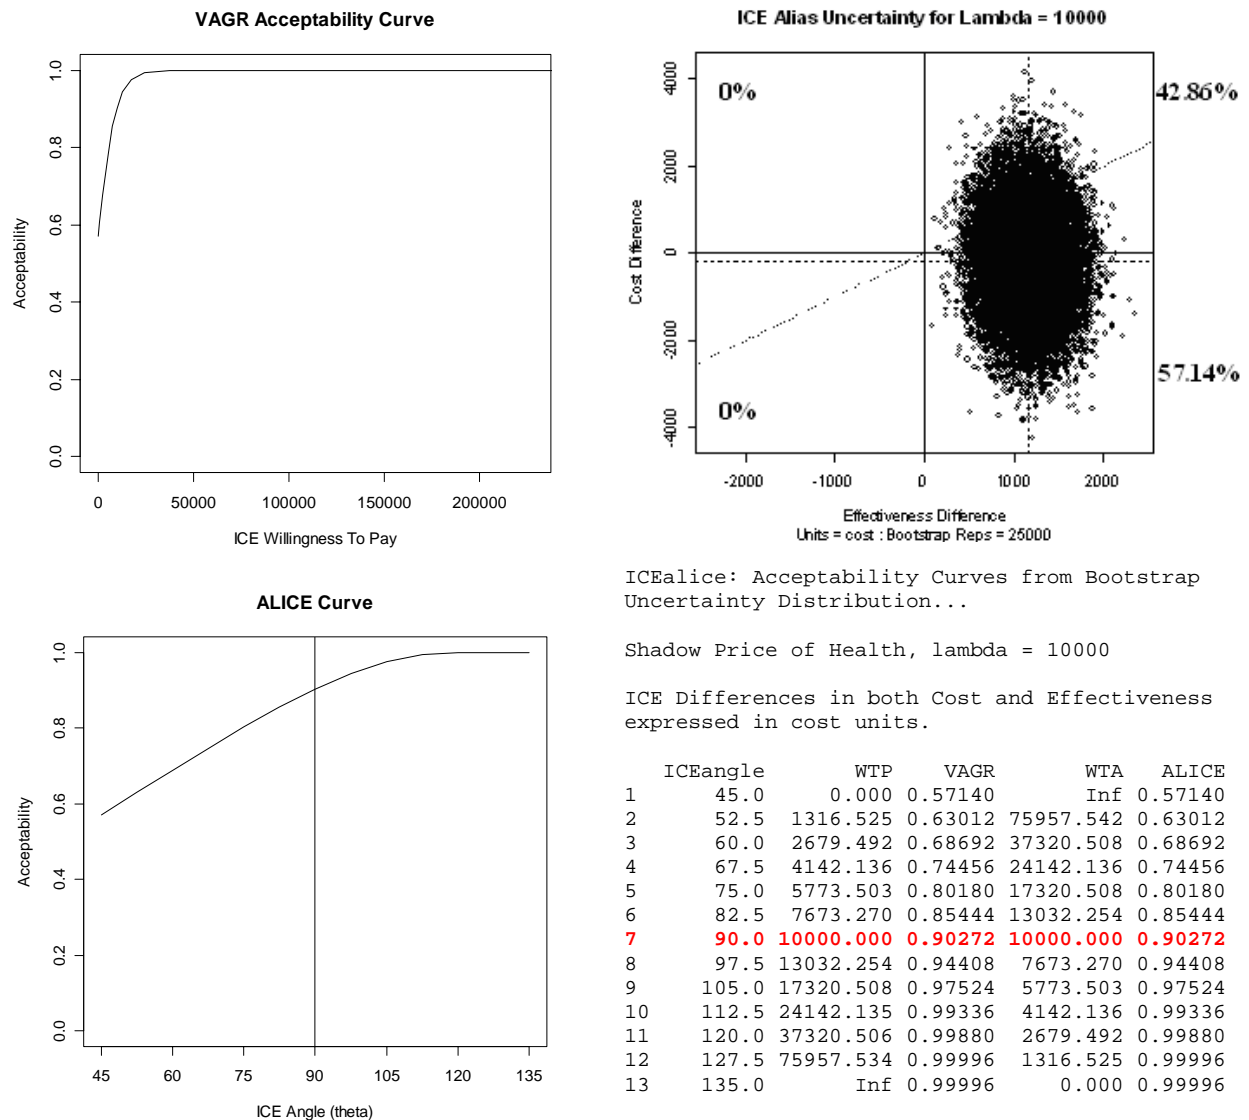 VAGR Acceptability Curve
Acceptability
0.0
0.2
0.4
0.6
0.8
1.0
0 50000 100000 150000 200000
ICE Willingness To Pay
ICE Alias Uncertainty for Lambda = 10000
0% 42.86%
0% 57.14%
Cost Difference
-4000
-2000
0
2000
4000
-2000 -1000 0 1000 2000
Effectiveness Difference
Units = cost : Bootstrap Reps = 25000
ALICE Curve
Acceptability
0.0
0.2
0.4
0.6
0.8
1.0
45 60 75 90 105 120 135
ICE Angle (theta)
ICEalice: Acceptability Curves from Bootstrap
Uncertainty Distribution...
Shadow Price of Health, lambda = 10000
ICE Differences in both Cost and Effectiveness
expressed in cost units.
ICEangle WTP VAGR WTA ALICE
1 45.0 0.000 0.57140 Inf 0.57140
2 52.5 1316.525 0.63012 75957.542 0.63012
3 60.0 2679.492 0.68692 37320.508 0.68692
4 67.5 4142.136 0.74456 24142.136 0.74456
5 75.0 5773.503 0.80180 17320.508 0.80180
6 82.5 7673.270 0.85444 13032.254 0.85444
7 90.0 10000.000 0.90272 10000.000 0.90272
8 97.5 13032.254 0.94408 7673.270 0.94408
9 105.0 17320.508 0.97524 5773.503 0.97524
10 112.5 24142.135 0.99336 4142.136 0.99336
11 120.0 37320.506 0.99880 2679.492 0.99880
12 127.5 75957.534 0.99996 1316.525 0.99996
13 135.0 Inf 0.99996 0.000 0.99996